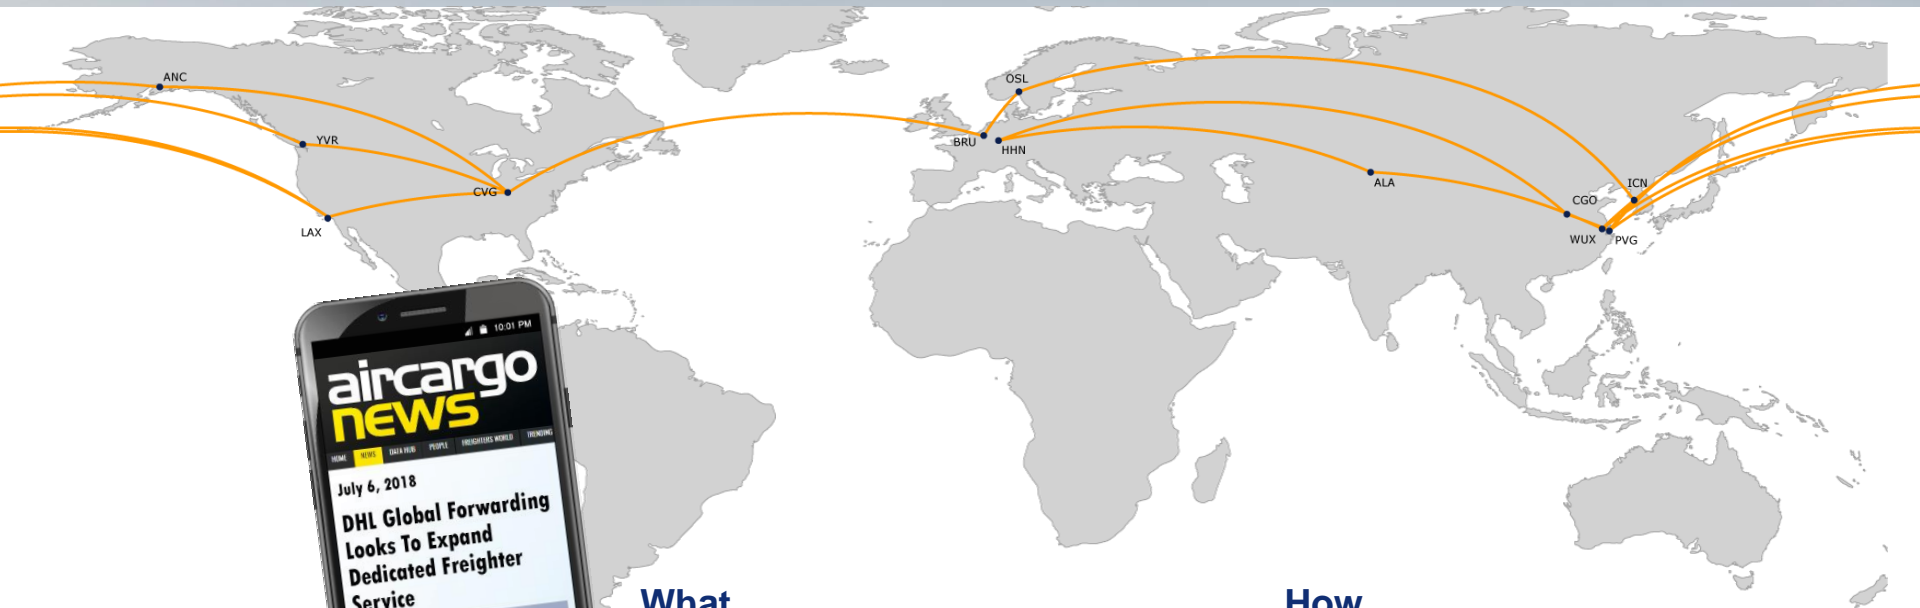 ANC
OSL
YVR
BRU
HHN
ALA
ICN
CVG
CGO
LAX
WUX
PVG
10:01 PM
aircargo
news
HOME NEWS DATA HUB PEOPLE FREIGHTERS WORLD TRENDING
July 6, 2018
DHL Global Forwarding
Looks To Expand
Dedicated Freighter
Service
What
How